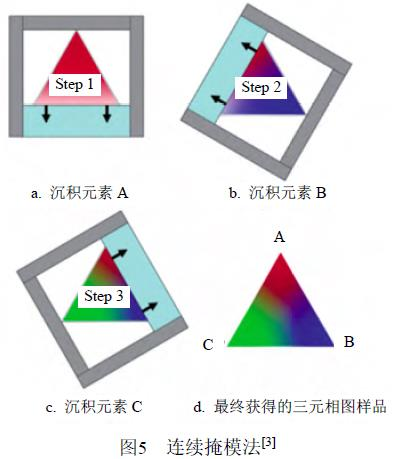 Step 1
Step 2
a. 沉积元素 A
b. 沉积元素 B
Step 3
A
C
B
c. 沉积元素 C
d. 最终获得的三元相图样品
图5 连续掩模法[3]